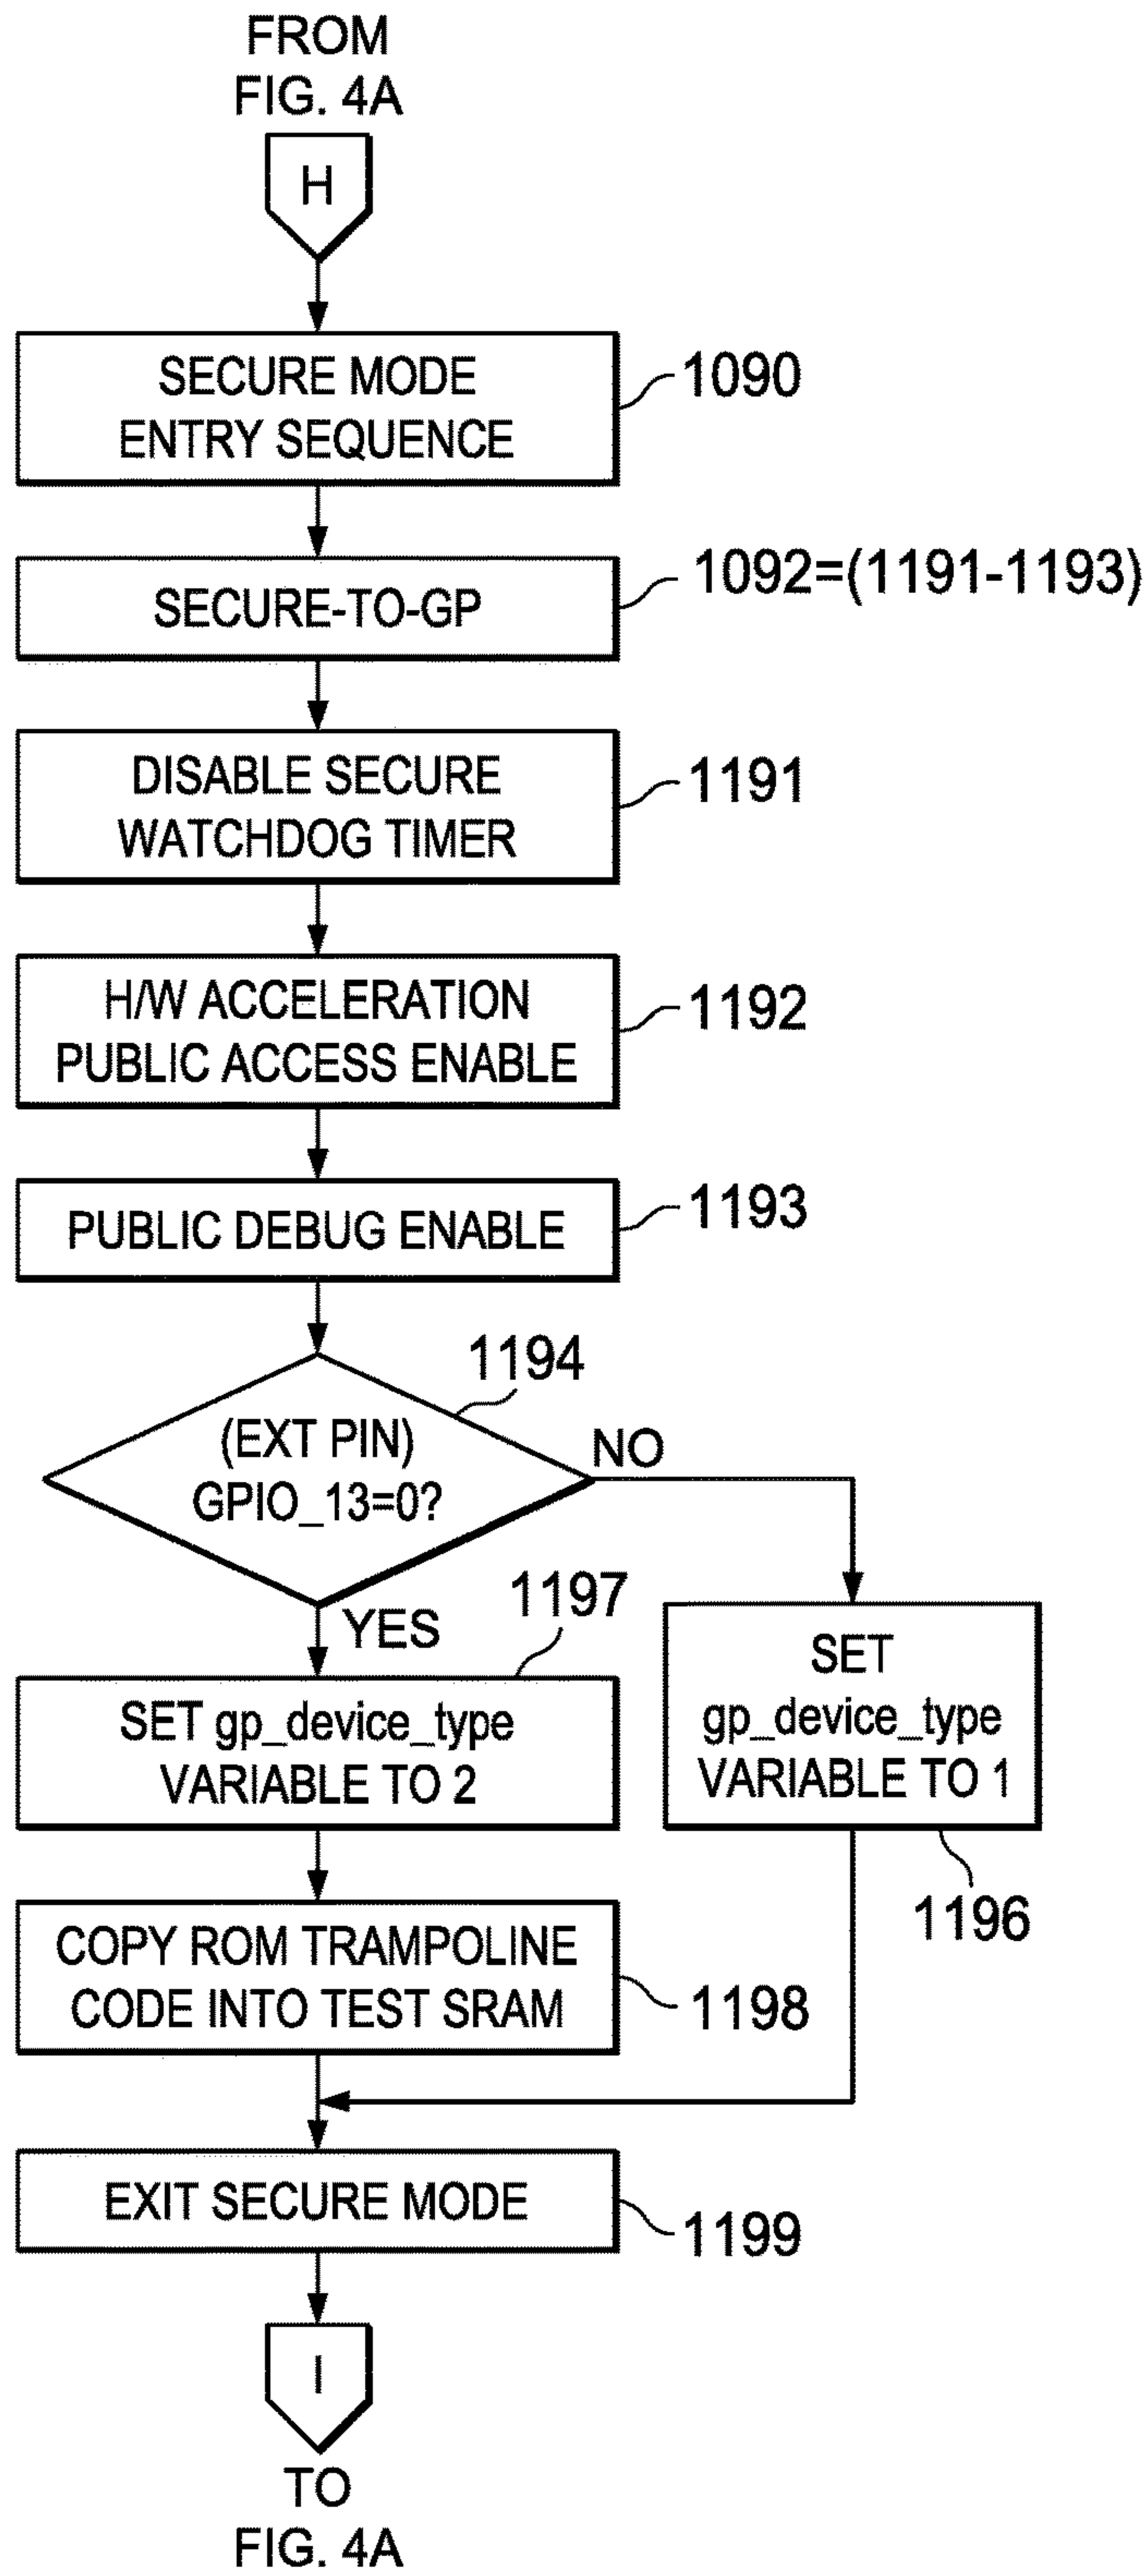 FROM
FIG. 4A
H
SECURE MODE
ENTRY SEQUENCE
1090
SECURE-TO-GP
1092=(1191-1193)
DISABLE SECURE
WATCHDOG TIMER
1191
H/W ACCELERATION
PUBLIC ACCESS ENABLE
1192
PUBLIC DEBUG ENABLE
1193
1194
(EXT PIN)
GPIO_13=0?
NO
YES
1197
SET gp_device_type
VARIABLE TO 2
SET
gp_device_type
VARIABLE TO 1
1196
COPY ROM TRAMPOLINE
CODE INTO TEST SRAM
1198
EXIT SECURE MODE
1199
I
TO
FIG. 4A